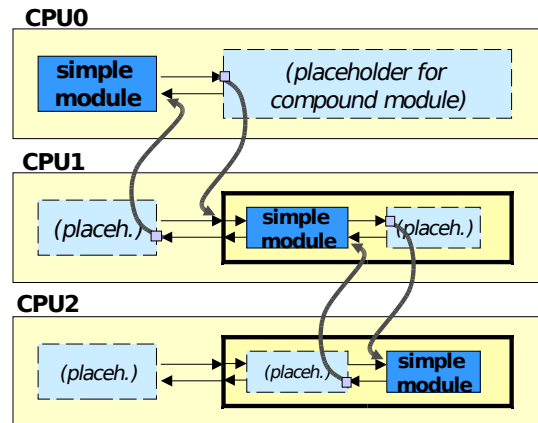 CPU0
simple
module
(placeholder for
compound module)
CPU1
(placeh.)
simple
module
(placeh.)
CPU2
(placeh.)
(placeh.)
simple
module